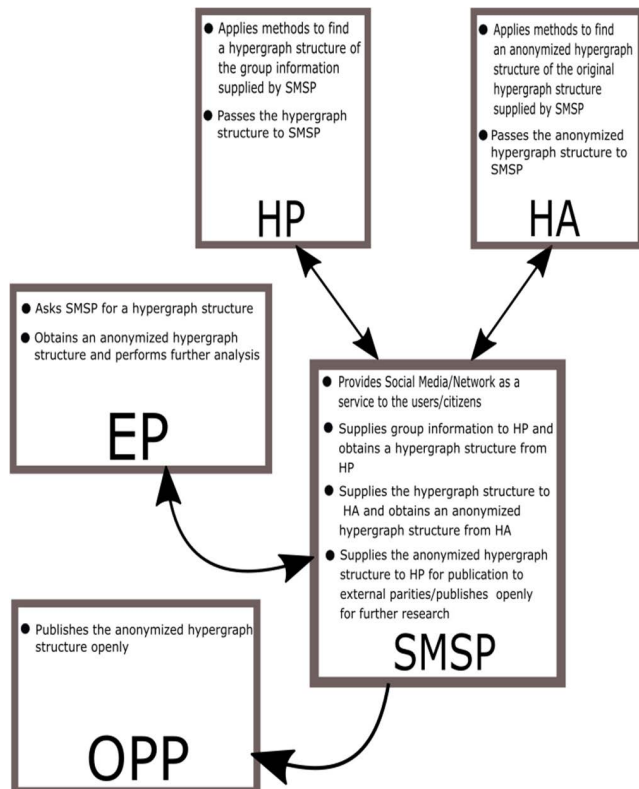 ● Applies methods to find
a hypergraph structure of
the group information
supplied by SMSP
● Passes the hypergraph
structure to SMSP
HP
● Applies methods to find
an anonymized hypergraph
structure of the original
hypergraph structure
supplied by SMSP
● Passes the anonymized
hypergraph structure to
SMSP
HA
● Asks SMSP for a hypergraph structure
● Obtains an anonymized hypergraph
structure and performs further analysis
EP
● Provides Social Media/Network as a
service to the users/citizens
● Supplies group information to HP and
obtains a hypergraph structure from
HP
● Supplies the hypergraph structure to
HA and obtains an anonymized
hypergraph structure from HA
● Supplies the anonymized hypergraph
structure to HP for publication to
external parities/publishes openly
for further research
SMSP
● Publishes the anonymized hypergraph
structure openly
OPP